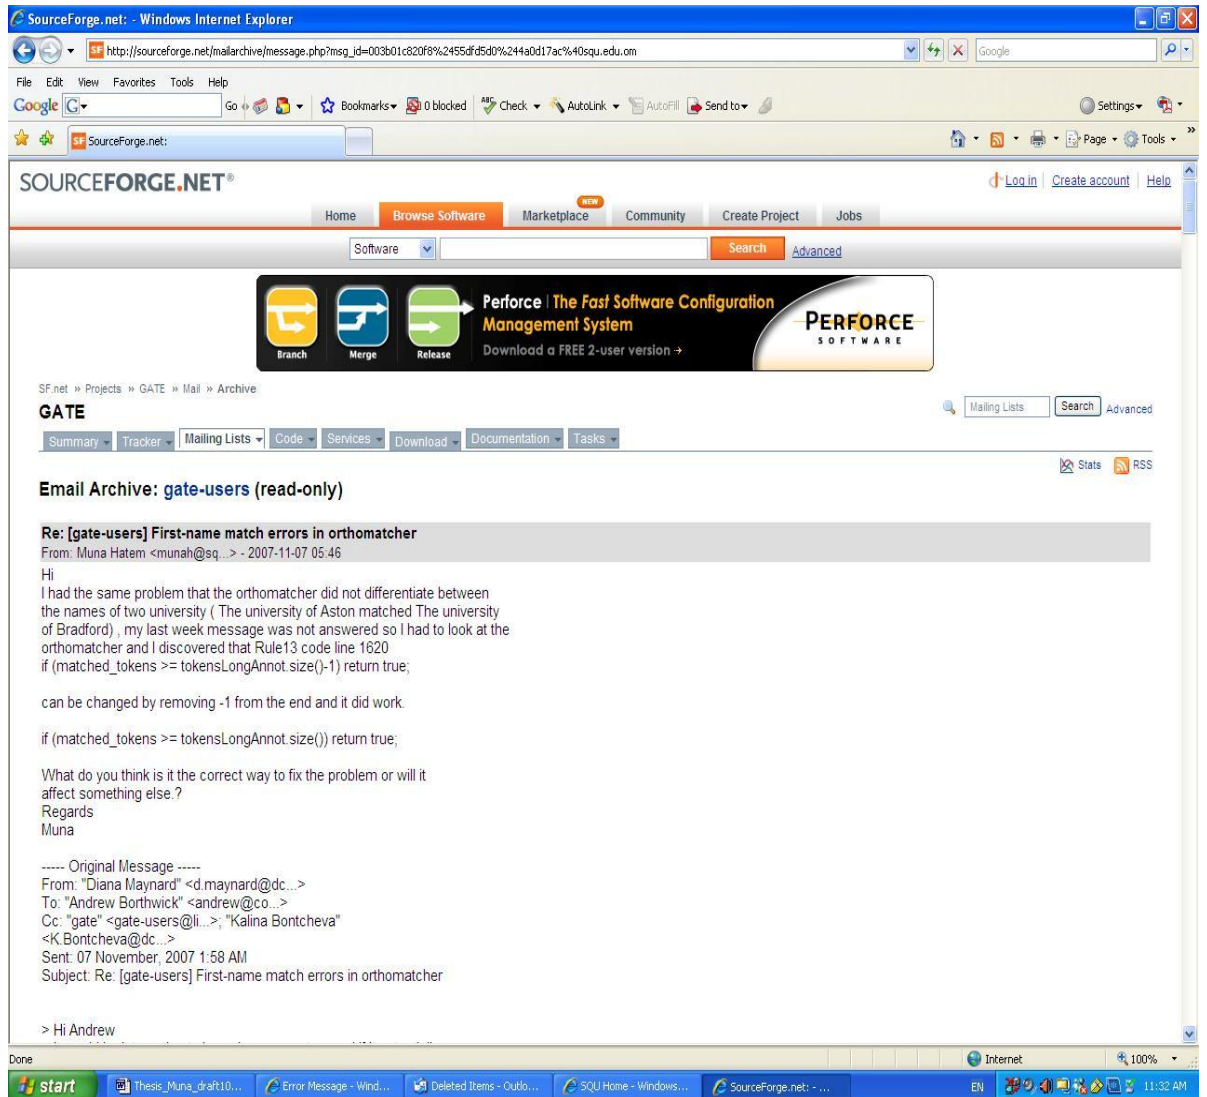 SourceForge.net: - Windows Internet Explorer
http://sourceforge.net/mailarchive/message.php?msg_id=003b01c820f8%2455dfd5d0%244a0d17ac%40squ.edu.om
Google
File Edit View Favorites Tools Help
Google G Go Bookmarks 0 blocked ABC Check AutoLink AutoFill Send to Settings
SF SourceForge.net: Page Tools »
SOURCEFORGE.NET® Log in Create account Help
NEW
Home Browse Software Marketplace Community Create Project Jobs
Software Search Advanced
Perforce | The Fast Software Configuration
Management System
Download a FREE 2-user version →
Branch Merge Release
PERFORCE
SOFTWARE
SF.net » Projects » GATE » Mail » Archive
GATE
Mailing Lists Search Advanced
Summary Tracker Mailing Lists Code Services Download Documentation Tasks
Stats RSS
Email Archive: gate-users (read-only)
Re: [gate-users] First-name match errors in orthomatcher
From: Muna Hatem <munah@sq...> - 2007-11-07 05:46
Hi
I had the same problem that the orthomatcher did not differentiate between
the names of two university ( The university of Aston matched The university
of Bradford) , my last week message was not answered so I had to look at the
orthomatcher and I discovered that Rule13 code line 1620
if (matched_tokens >= tokensLongAnnot.size()-1) return true;
can be changed by removing -1 from the end and it did work.
if (matched_tokens >= tokensLongAnnot.size()) return true;
What do you think is it the correct way to fix the problem or will it
affect something else.?
Regards
Muna
----- Original Message -----
From: "Diana Maynard" <d.maynard@dc...>
To: "Andrew Borthwick" <andrew@co...>
Cc: "gate" <gate-users@li...>; "Kalina Bontcheva"
<K.Bontcheva@dc...>
Sent: 07 November, 2007 1:58 AM
Subject: Re: [gate-users] First-name match errors in orthomatcher
> Hi Andrew
Done Internet 100%
start Thesis_Muna_draft10... Error Message - Wind... Deleted Items - Outlo... SQU Home - Windows... SourceForge.net: - ... EN 11:32 AM